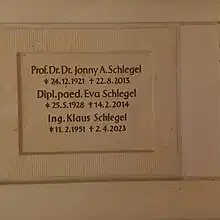 Prof. Dr. Dr. Jonny A. Schlegel
* 24.12.1921 † 22.8.2013
Dipl.paed. Eva Schlegel
* 25.5.1928 † 14.2.2014
Ing. Klaus Schlegel
* 11.2.1951 † 2.4.2023